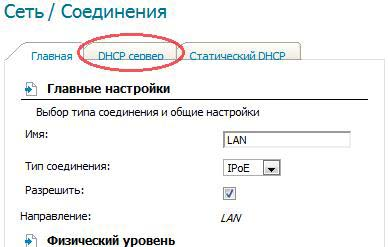 Сеть / Соединения
Главная DHCP сервер Статический DHCP
Главные настройки
Выбор типа соединения и общие настройки
Имя: LAN
Тип соединения: IPoE
Разрешить:
Направление: LAN
Физический уровень